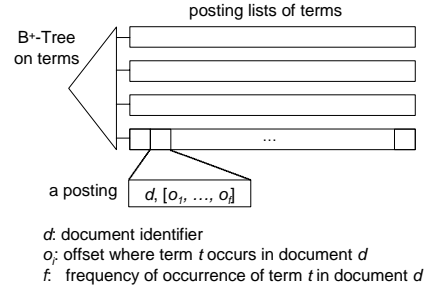 posting lists of terms
B+-Tree
on terms
...
a posting
d, [o1, ..., of]
d: document identifier
oi: offset where term t occurs in document d
f: frequency of occurrence of term t in document d